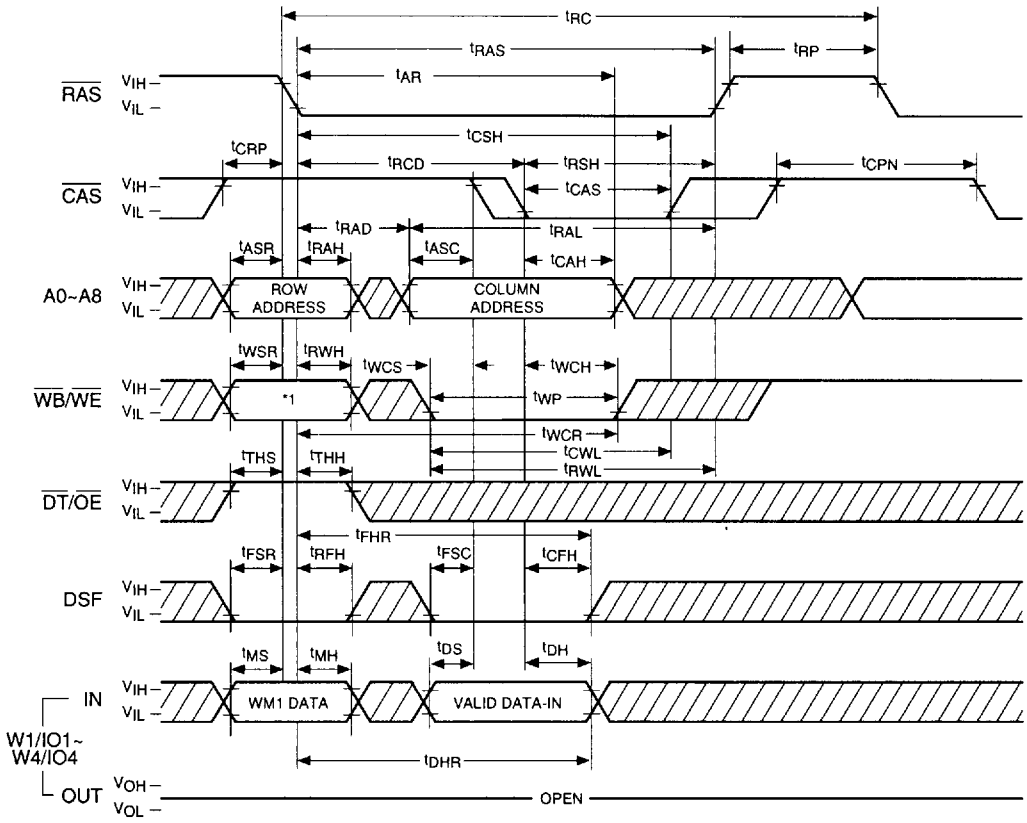 tRC
tRAS
tRP
tAR
RAS
VIH
VIL
tCSH
tCRP
tRCD
tRSH
tCPN
CAS
VIH
VIL
tCAS
tRAD
tRAL
tASR
tRAH
tASC
tCAH
A0~A8
VIH
VIL
ROW
ADDRESS
COLUMN
ADDRESS
tWSR
tRWH
tWCS
tWCH
WB/WE
VIH
VIL
*1
tWP
tWCR
tCWL
tRWL
tTHS
tTHH
DT/OE
VIH
VIL
tFHR
tFSR
tRFH
tFSC
tCFH
DSF
VIH
VIL
tMS
tMH
tDS
tDH
IN
VIH
VIL
WM1 DATA
VALID DATA-IN
W1/IO1~
W4/IO4
tDHR
OUT
VOH
VOL
OPEN